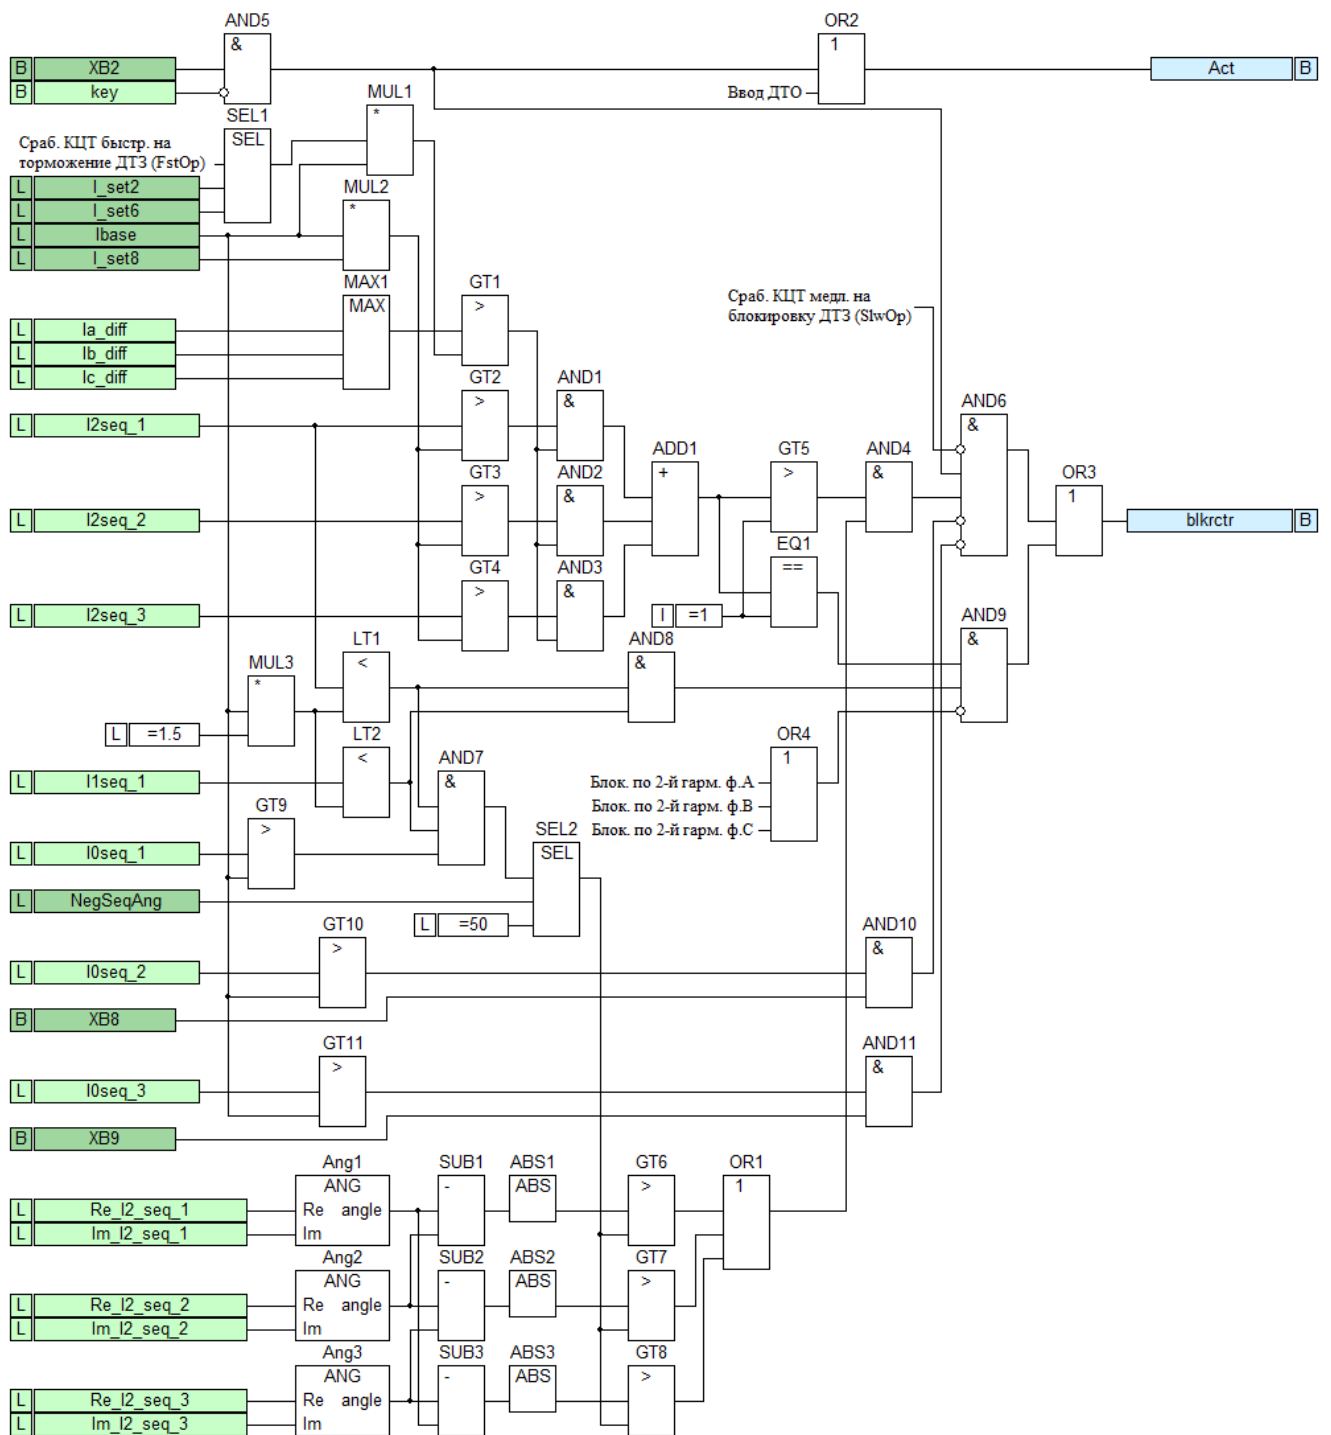 AND5
OR2
&
1
B XB2
Act B
B key
Ввод ДТО
MUL1
*
SEL1
SEL
Сраб. КЦТ быстр. на
торможение ДТЗ (FstOp)
L I_set2
MUL2
*
L I_set6
L Ibase
L I_set8
MAX1
MAX
GT1
>
Сраб. КЦТ медл. на
блокировку ДТЗ (SlwOp)
L Ia_diff
L Ib_diff
L Ic_diff
GT2
>
AND1
&
AND6
&
L I2seq_1
ADD1
+
GT5
>
AND4
&
GT3
>
AND2
&
OR3
1
L I2seq_2
blkrctr B
EQ1
==
GT4
>
AND3
&
L I2seq_3
I =1
AND9
&
LT1
<
AND8
&
MUL3
*
L =1.5
LT2
<
OR4
1
AND7
&
L I1seq_1
Блок. по 2-й гарм. ф.А
Блок. по 2-й гарм. ф.В
Блок. по 2-й гарм. ф.С
GT9
>
SEL2
SEL
L I0seq_1
L NegSeqAng
L =50
GT10
>
AND10
&
L I0seq_2
B XB8
GT11
>
AND11
&
L I0seq_3
B XB9
Ang1
SUB1
ABS1
GT6
OR1
ANG
-
ABS
>
1
L Re_I2_seq_1
Re angle
L Im_I2_seq_1
Im
Ang2
SUB2
ABS2
GT7
ANG
-
ABS
>
L Re_I2_seq_2
Re angle
L Im_I2_seq_2
Im
Ang3
SUB3
ABS3
GT8
ANG
-
ABS
>
L Re_I2_seq_3
Re angle
L Im_I2_seq_3
Im